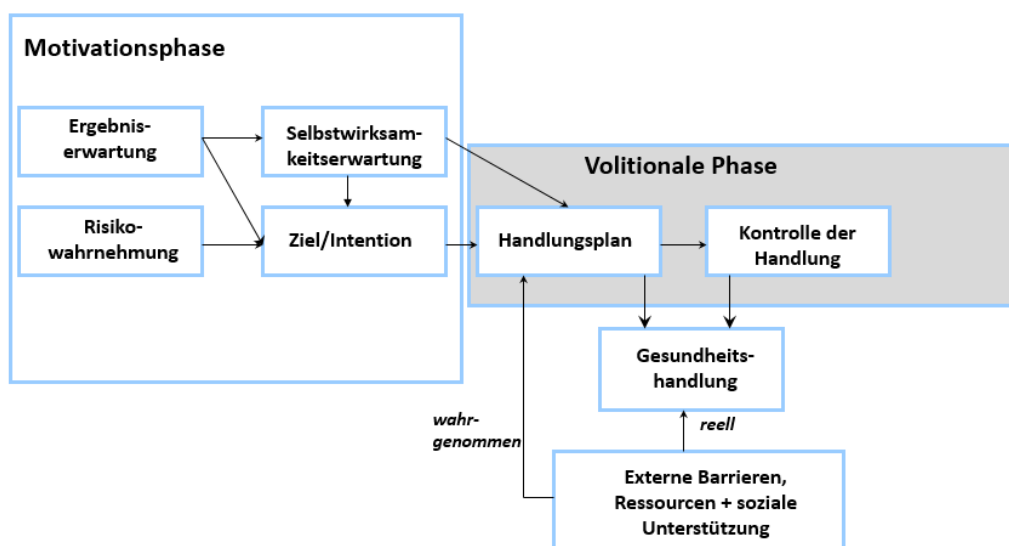 Motivationsphase
Ergebnis-
erwartung
Selbstwirksam-
keitserwartung
Volitionale Phase
Risiko-
wahrnehmung
Ziel/Intention
Handlungsplan
Kontrolle der
Handlung
Gesundheits-
handlung
wahr-
genommen
reell
Externe Barrieren,
Ressourcen + soziale
Unterstützung